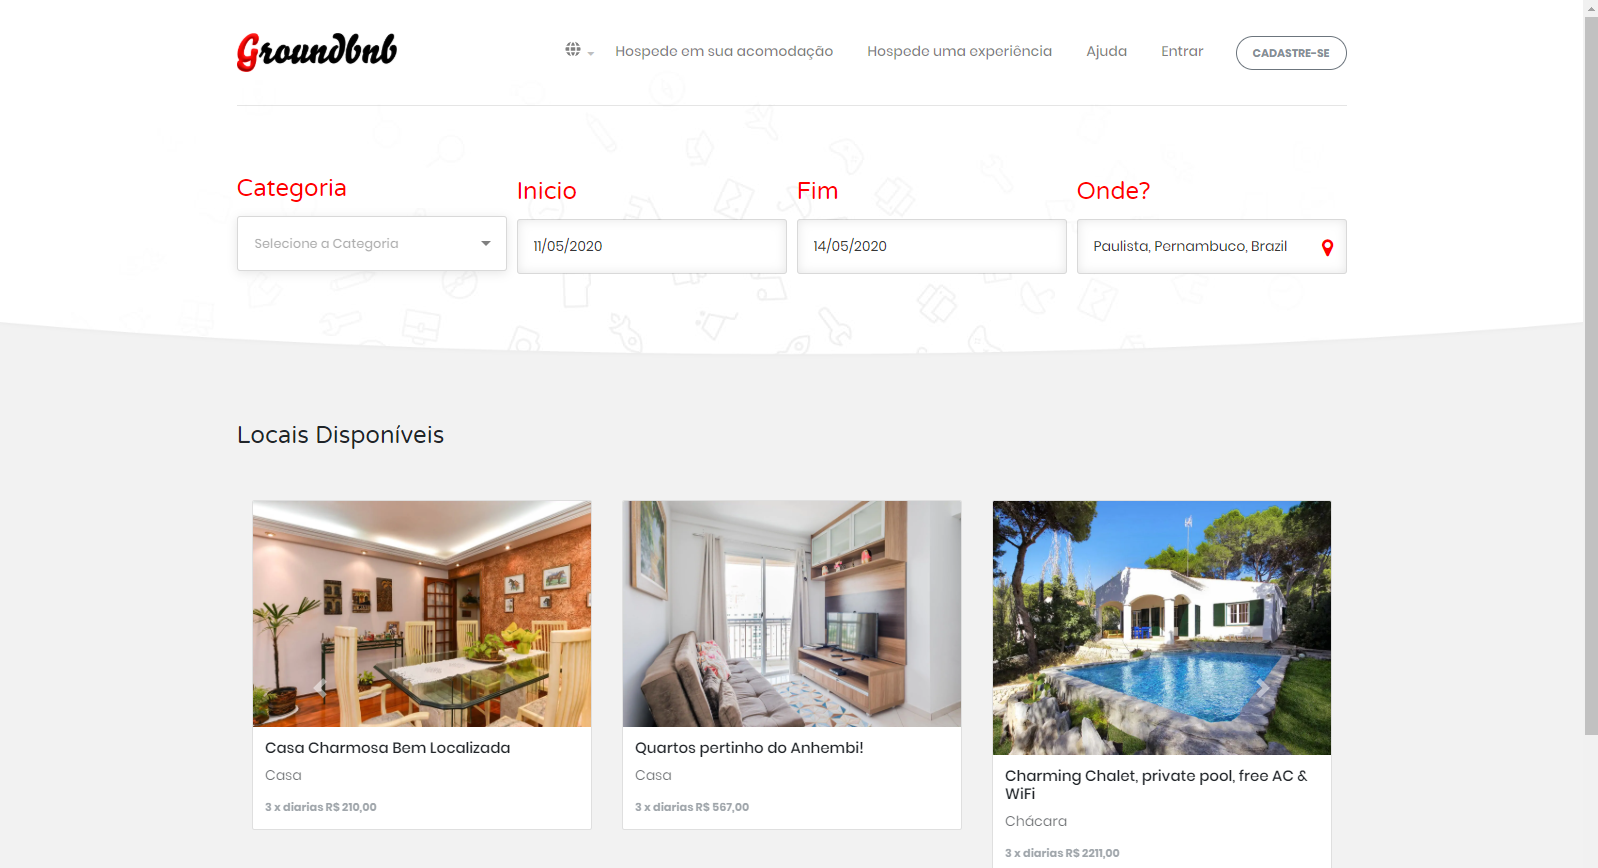 Groundbnb
Hospede em sua acomodação
Hospede uma experiência
Ajuda
Entrar
CADASTRE-SE
Categoria
Inicio
Fim
Onde?
Selecione a Categoria
11/05/2020
14/05/2020
Paulista, Pernambuco, Brazil
Locais Disponíveis
Casa Charmosa Bem Localizada
Casa
3 x diarias R$ 210,00
Quartos pertinho do Anhembi!
Casa
3 x diarias R$ 567,00
Charming Chalet, private pool, free AC &
WiFi
Chácara
3 x diarias R$ 2211,00